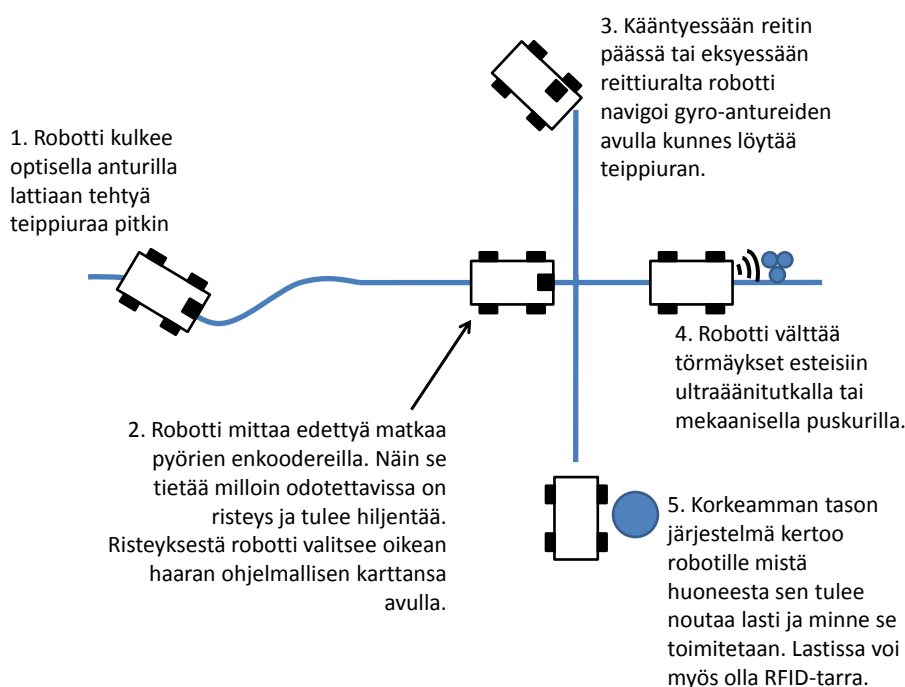 1. Robotti kulkee
optisella anturilla
lattiaan tehtyä
teippiuraa pitkin
2. Robotti mittaa edettyä matkaa
pyörien enkoodereilla. Näin se
tietää milloin odotettavissa on
risteys ja tulee hiljentää.
Risteyksestä robotti valitsee oikean
haaran ohjelmallisen karttansa
avulla.
3. Kääntyessään reitin
päässä tai eksyessään
reittiuralta robotti
navigoi gyro-antureiden
avulla kunnes löytää
teippiuran.
4. Robotti välttää
törmäykset esteisiin
ultraäänitutkalla tai
mekaanisella puskurilla.
5. Korkeamman tason
järjestelmä kertoo
robotille mistä
huoneesta sen tulee
noutaa lasti ja minne se
toimitetaan. Lastissa voi
myös olla RFID-tarra.